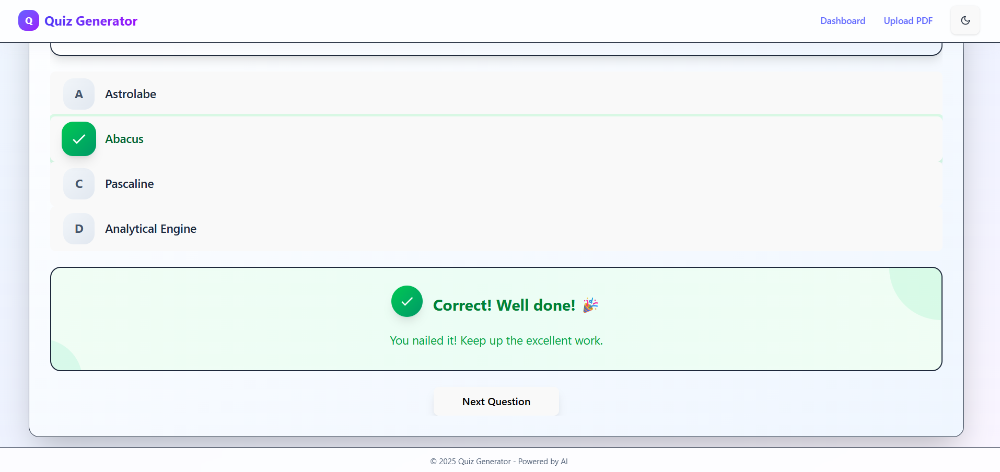 Q Quiz Generator
Dashboard
Upload PDF
A Astrolabe
Abacus
C Pascaline
D Analytical Engine
Correct! Well done! 🎉
You nailed it! Keep up the excellent work.
Next Question
© 2025 Quiz Generator - Powered by AI